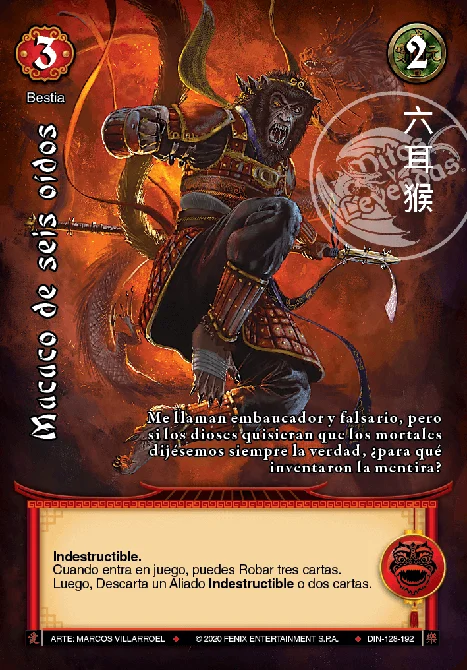 3
2
Bestia
Macaco de seis oídos
六耳猴
Mitos
y
Leyendas
Me llaman embaucador y falsario, pero
si los dioses quisieran que los mortales
dijésemos siempre la verdad, ¿para qué
inventaron la mentira?
Indestructible.
Cuando entra en juego, puedes Robar tres cartas.
Luego, Descarta un Aliado Indestructible o dos cartas.
ARTE: MARCOS VILLARROEL ♦ © 2020 FENIX ENTERTAINMENT S.P.A. ♦ DIN-128-192